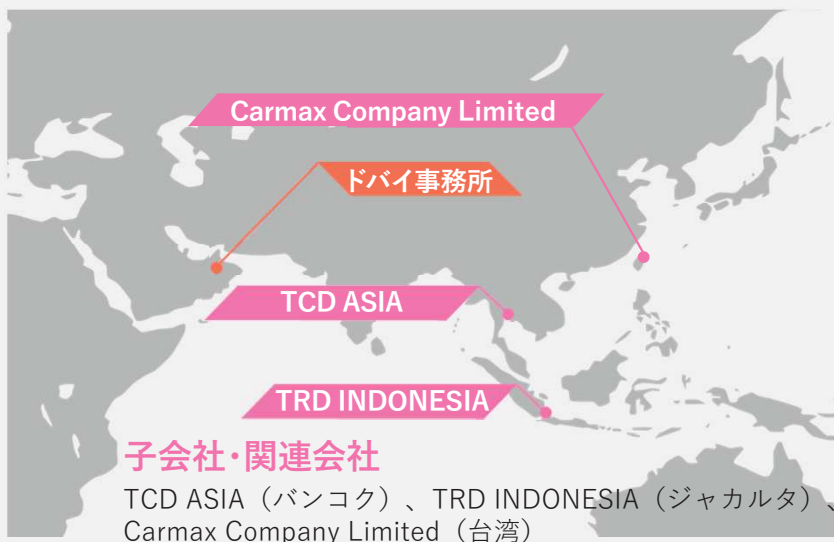 Carmax Company Limited
ドバイ事務所
TCD ASIA
TRD INDONESIA
子会社・関連会社
TCD ASIA（バンコク）、TRD INDONESIA（ジャカルタ）、
Carmax Company Limited（台湾）